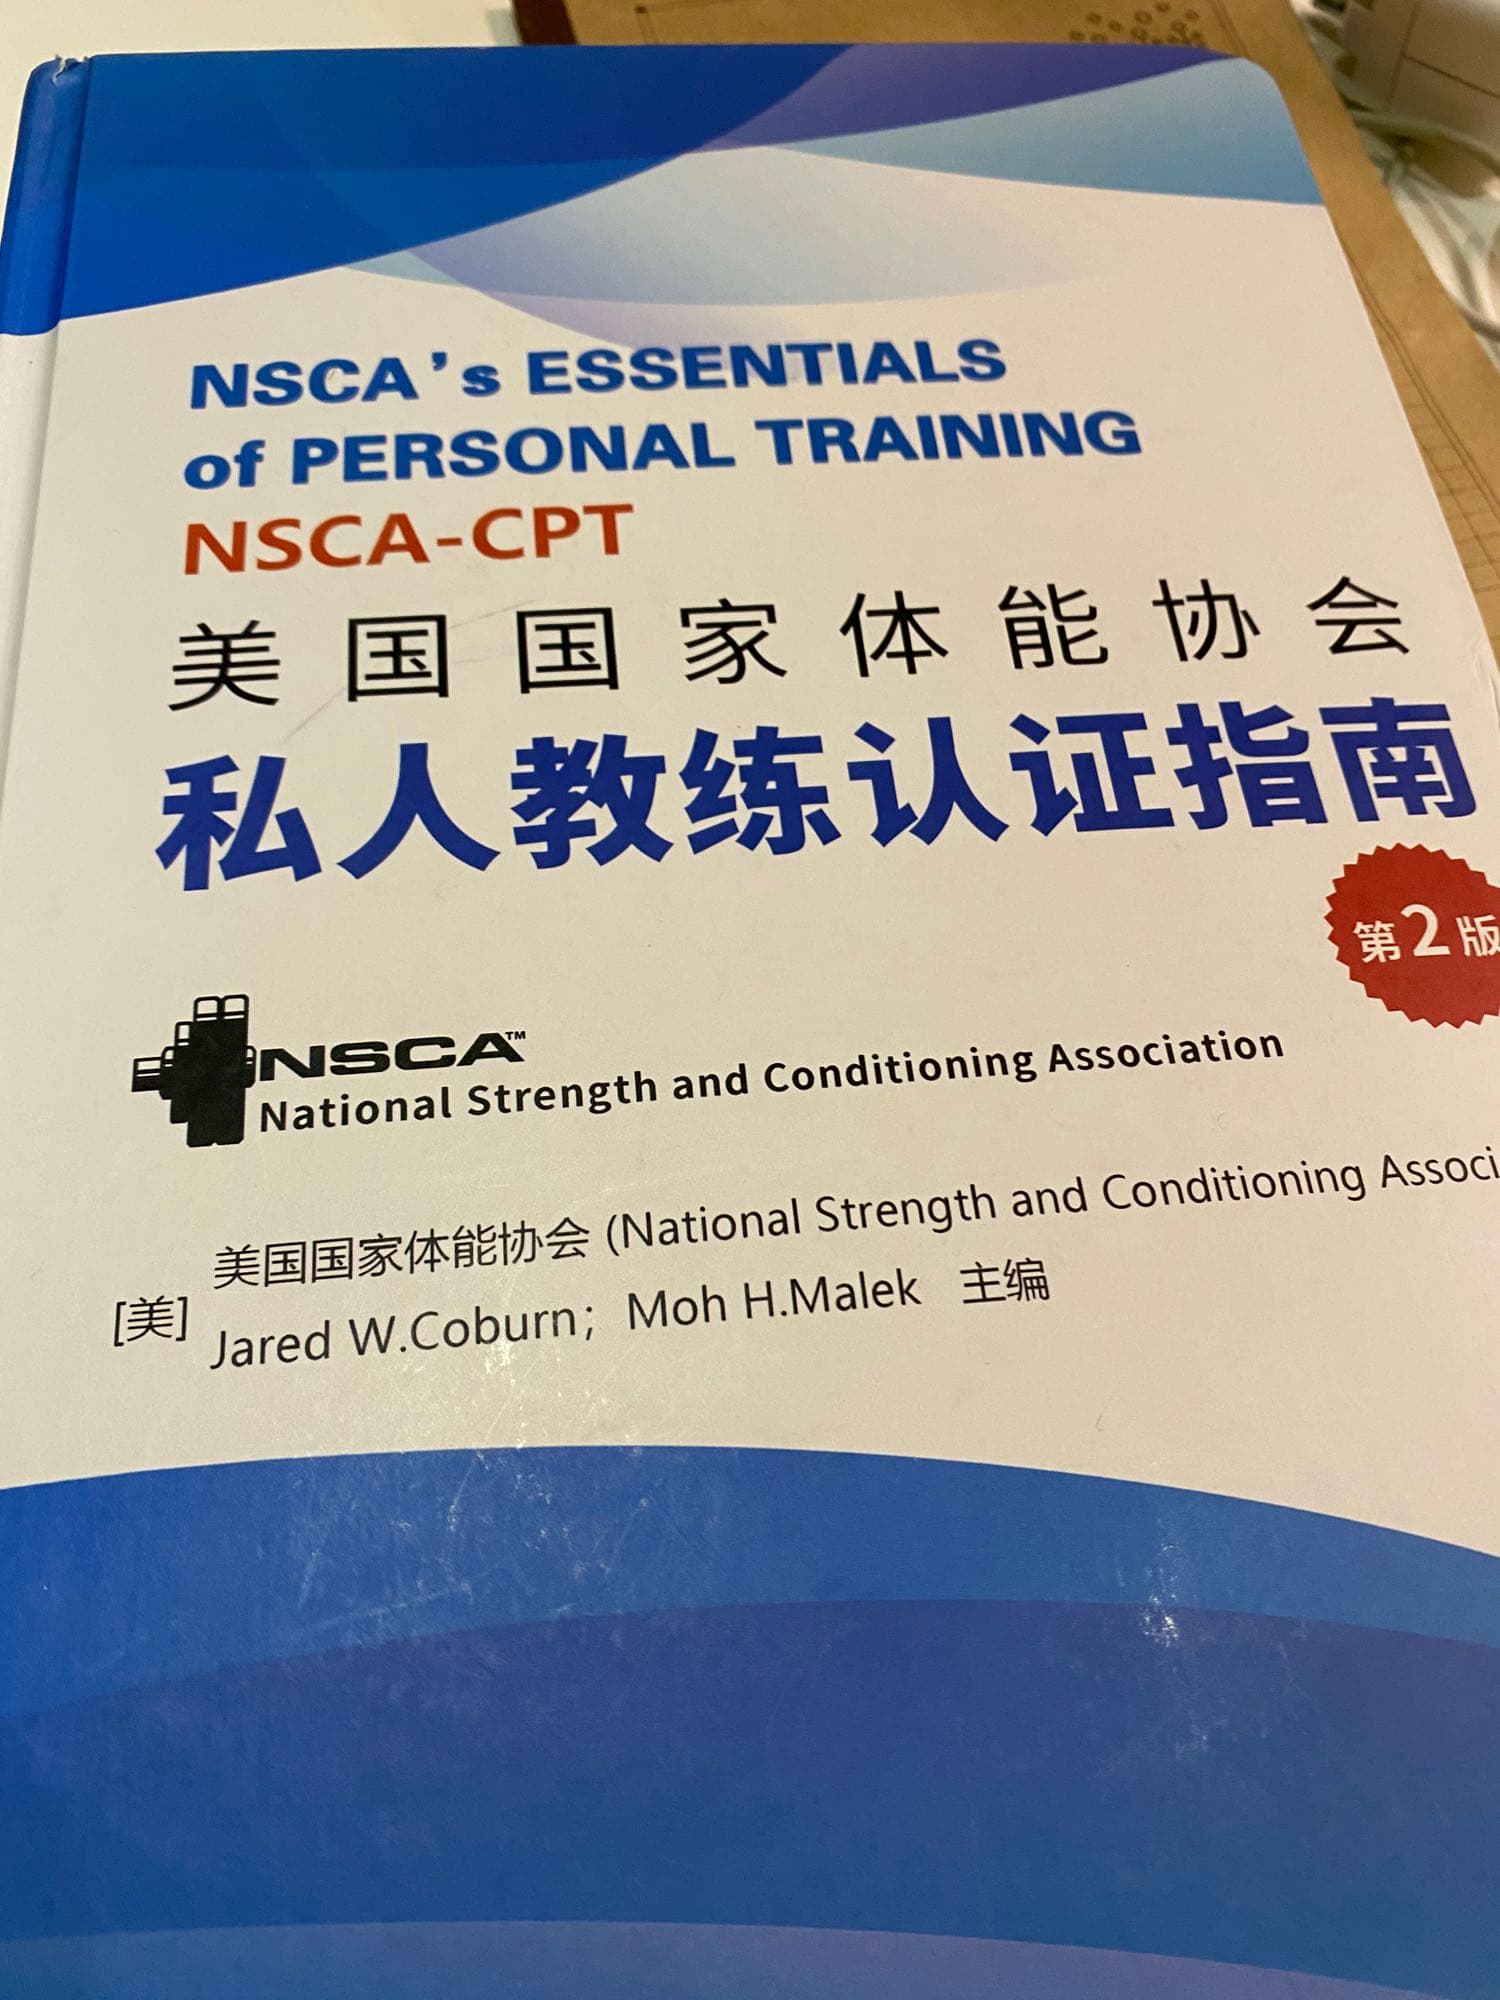 NSCA's ESSENTIALS
of PERSONAL TRAINING
NSCA-CPT
美国国家体能协会
私人教练认证指南
第2版
NSCA™
National Strength and Conditioning Association
美国国家体能协会 (National Strength and Conditioning Associ
[美]
Jared W.Coburn; Moh H.Malek 主编